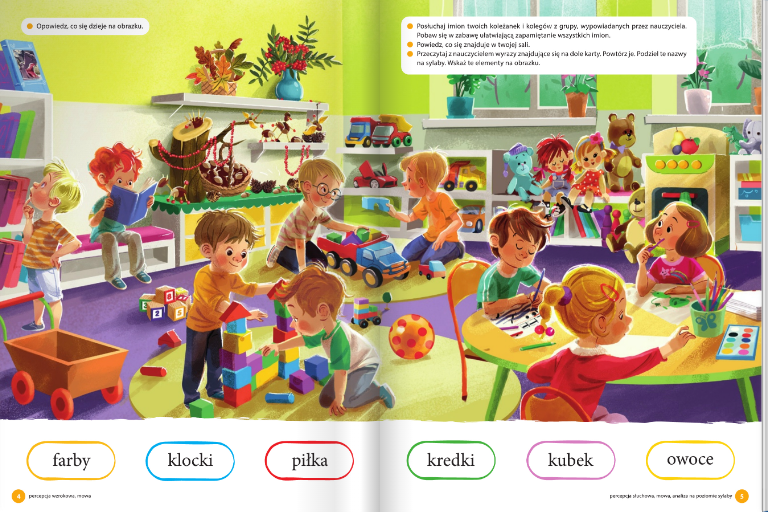 Opowiedz, co się dzieje na obrazku.
Posłuchaj imion twoich koleżanek i kolegów z grupy, wypowiadanych przez nauczyciela.
Pobaw się w zabawę ułatwiającą zapamiętanie wszystkich imion.
Powiedz, co się znajduje w twojej sali.
Przeczytaj z nauczycielem wyrazy znajdujące się na dole karty. Powtórz je. Podziel te nazwy
na sylaby. Wskaż te elementy na obrazku.
farby
klocki
piłka
kredki
kubek
owoce
4 percepcja wzrokowa, mowa
percepcja słuchowa, mowa, analiza na poziomie sylaby 5